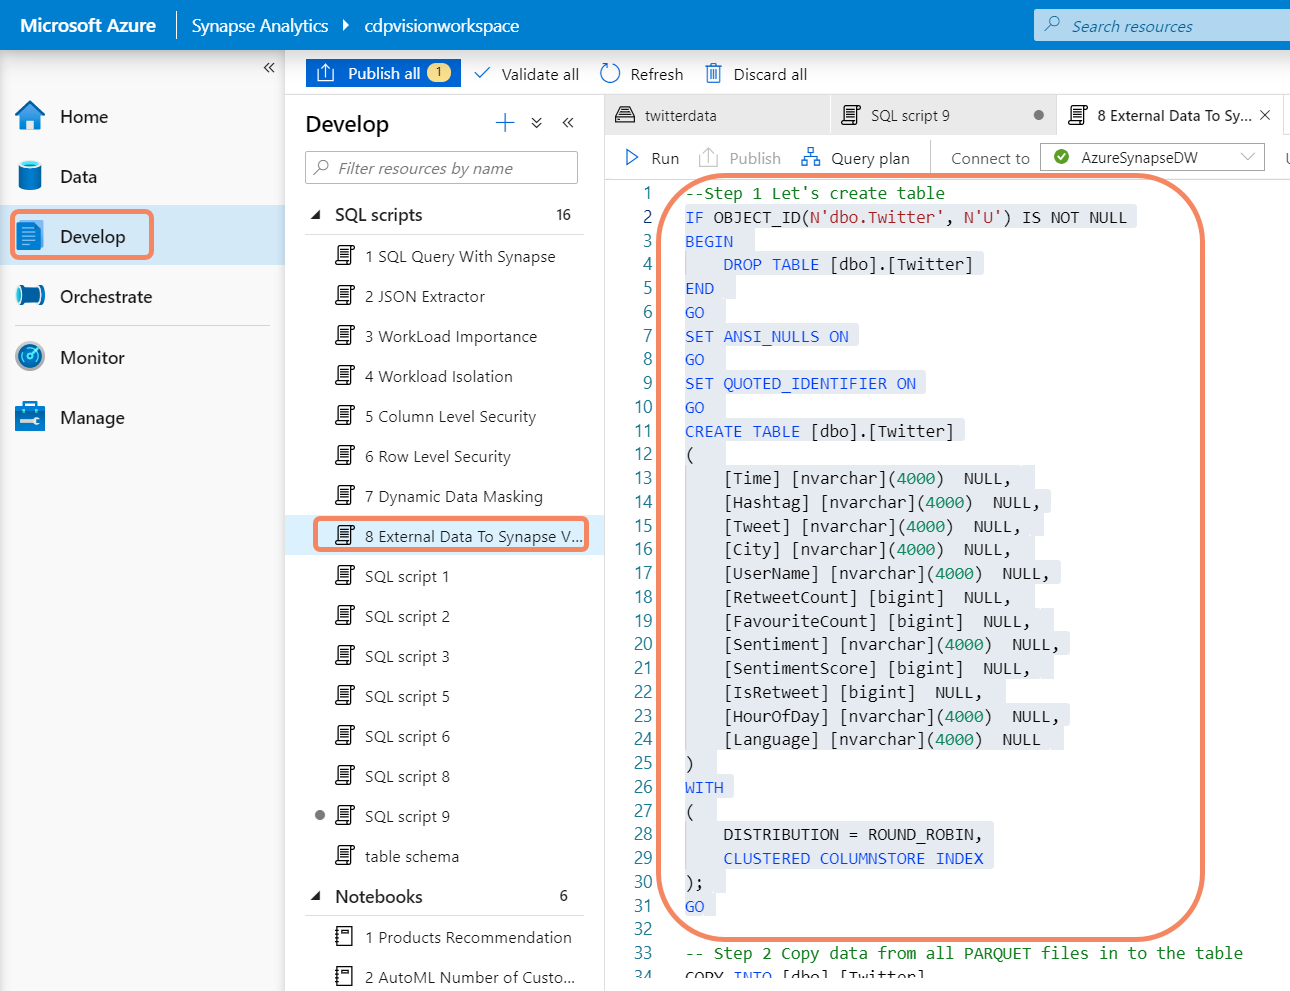 Microsoft Azure
Synapse Analytics
cdpvisionworkspace
Search resources
Home
Data
Develop
Orchestrate
Monitor
Manage
Publish all 1
Validate all
Refresh
Discard all
Develop
Filter resources by name
SQL scripts 16
1 SQL Query With Synapse
2 JSON Extractor
3 WorkLoad Importance
4 Workload Isolation
5 Column Level Security
6 Row Level Security
7 Dynamic Data Masking
8 External Data To Synapse V...
SQL script 1
SQL script 2
SQL script 3
SQL script 5
SQL script 6
SQL script 8
SQL script 9
table schema
Notebooks 6
1 Products Recommendation
2 AutoML Number of Custo...
twitterdata
SQL script 9
8 External Data To Sy...
Run
Publish
Query plan
Connect to
AzureSynapseDW
1 --Step 1 Let's create table
2 IF OBJECT_ID(N'dbo.Twitter', N'U') IS NOT NULL
3 BEGIN
4 DROP TABLE [dbo].[Twitter]
5 END
6 GO
7 SET ANSI_NULLS ON
8 GO
9 SET QUOTED_IDENTIFIER ON
10 GO
11 CREATE TABLE [dbo].[Twitter]
12 (
13 [Time] [nvarchar](4000) NULL,
14 [Hashtag] [nvarchar](4000) NULL,
15 [Tweet] [nvarchar](4000) NULL,
16 [City] [nvarchar](4000) NULL,
17 [UserName] [nvarchar](4000) NULL,
18 [RetweetCount] [bigint] NULL,
19 [FavouriteCount] [bigint] NULL,
20 [Sentiment] [nvarchar](4000) NULL,
21 [SentimentScore] [bigint] NULL,
22 [IsRetweet] [bigint] NULL,
23 [HourOfDay] [nvarchar](4000) NULL,
24 [Language] [nvarchar](4000) NULL
25 )
26 WITH
27 (
28 DISTRIBUTION = ROUND_ROBIN,
29 CLUSTERED COLUMNSTORE INDEX
30 );
31 GO
32
33 -- Step 2 Copy data from all PARQUET files in to the table
34 COPY INTO [dbo].[Twitter]